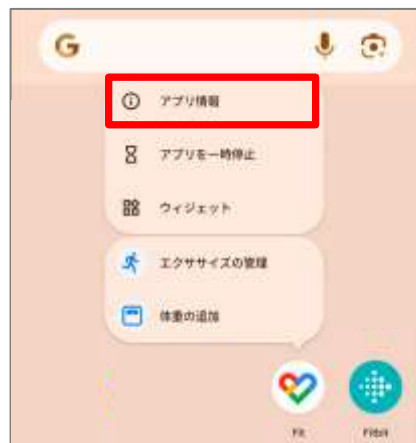 G
アプリ情報
アプリを一時停止
ウィジェット
エクササイズの管理
体重の追加
Fit
Fitbit